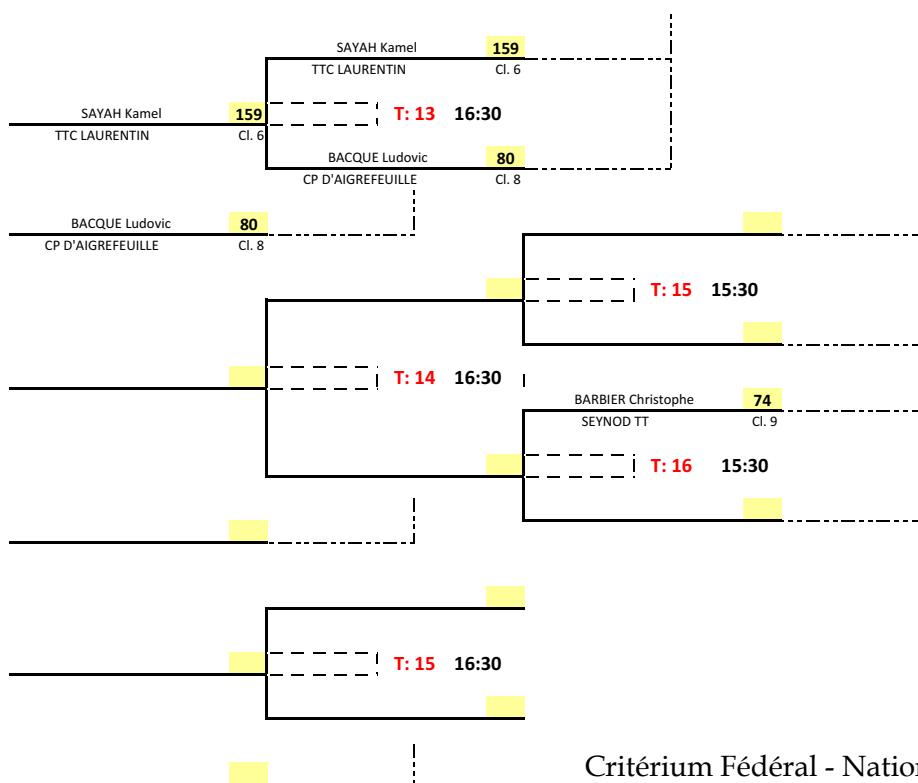 SAYAH Kamel 159
TTC LAURENTIN Cl. 6
SAYAH Kamel 159 T: 13 16:30
TTC LAURENTIN Cl. 6
BACQUE Ludovic 80
CP D'AIGREFEUILLE Cl. 8
BACQUE Ludovic 80
CP D'AIGREFEUILLE Cl. 8
T: 15 15:30
T: 14 16:30
BARBIER Christophe 74
SEYNOD TT Cl. 9
T: 16 15:30
T: 15 16:30
Critérium Fédéral - Nation